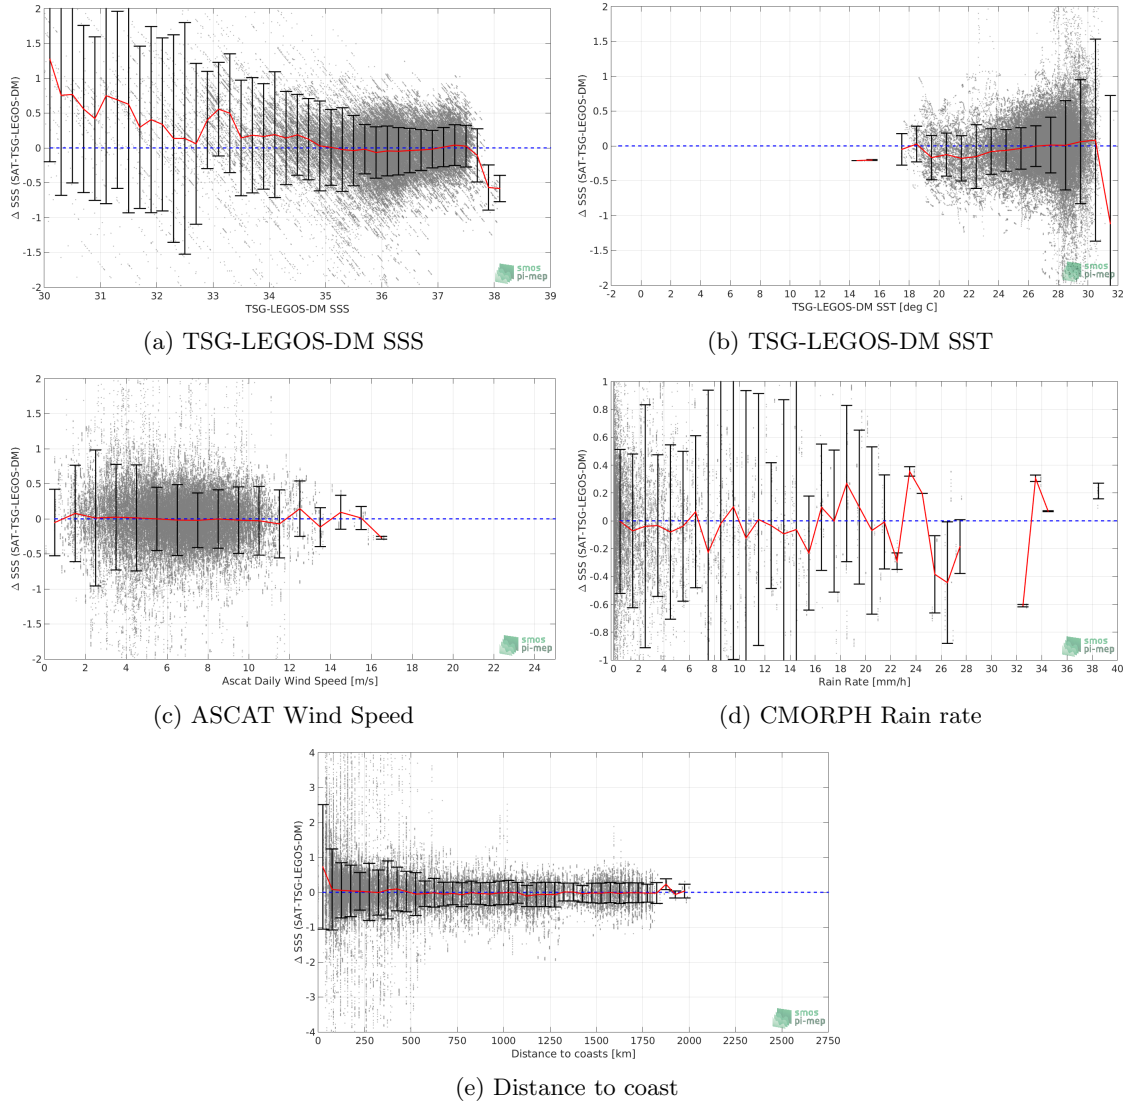 Δ SSS (SAT-TSG-LEGOS-DM)
2
1.5
1
0.5
0
-0.5
-1
-1.5
-2
30 31 32 33 34 35 36 37 38 39
TSG-LEGOS-DM SSS
smos
pi-mep
(a) TSG-LEGOS-DM SSS
Δ SSS (SAT-TSG-LEGOS-DM)
2
1.5
1
0.5
0
-0.5
-1
-1.5
-2
-2 0 2 4 6 8 10 12 14 16 18 20 22 24 26 28 30 32
TSG-LEGOS-DM SST [deg C]
smos
pi-mep
(b) TSG-LEGOS-DM SST
Δ SSS (SAT-TSG-LEGOS-DM)
2
1.5
1
0.5
0
-0.5
-1
-1.5
-2
0 2 4 6 8 10 12 14 16 18 20 22 24
Ascat Daily Wind Speed [m/s]
smos
pi-mep
(c) ASCAT Wind Speed
Δ SSS (SAT-TSG-LEGOS-DM)
1
0.8
0.6
0.4
0.2
0
-0.2
-0.4
-0.6
-0.8
-1
0 2 4 6 8 10 12 14 16 18 20 22 24 26 28 30 32 34 36 38 40
Rain Rate [mm/h]
smos
pi-mep
(d) CMORPH Rain rate
Δ SSS (SAT-TSG-LEGOS-DM)
4
3
2
1
0
-1
-2
-3
-4
0 250 500 750 1000 1250 1500 1750 2000 2250 2500 2750
Distance to coasts [km]
smos
pi-mep
(e) Distance to coast